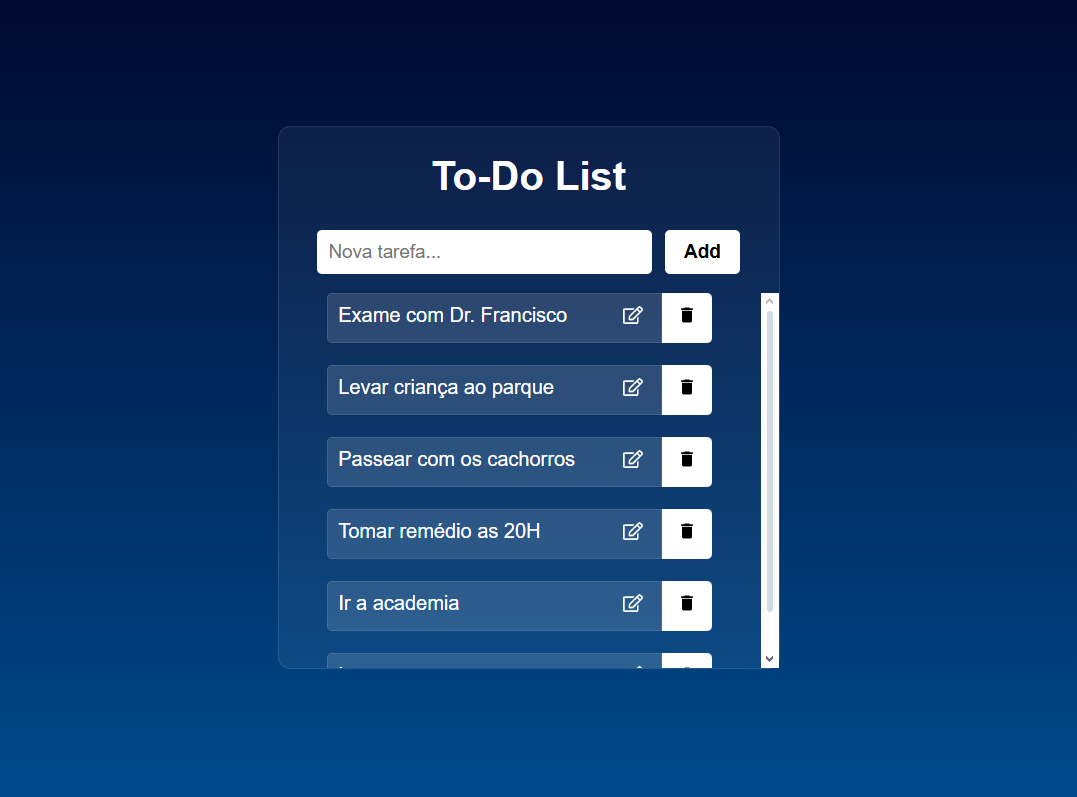 To-Do List
Nova tarefa...
Add
Exame com Dr. Francisco
Levar criança ao parque
Passear com os cachorros
Tomar remédio as 20H
Ir a academia